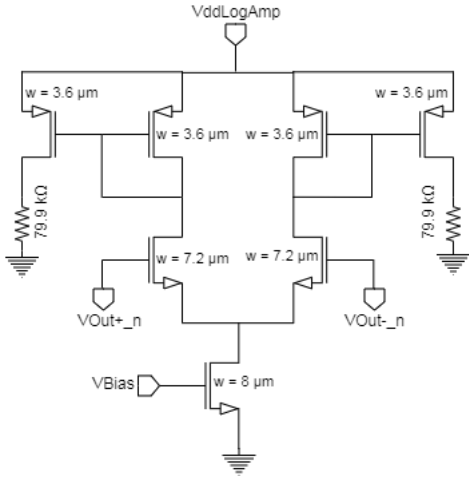 VddLogAmp
w = 3.6 µm
w = 3.6 µm
w = 3.6 µm
w = 3.6 µm
79.9 kΩ
79.9 kΩ
w = 7.2 µm
w = 7.2 µm
VOut+_n
VOut-_n
VBias
w = 8 µm